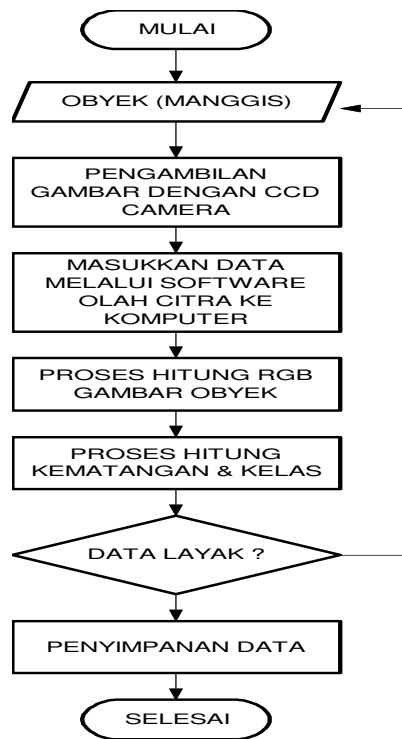 MULAI
OBYEK (MANGGIS)
PENGAMBILAN
GAMBAR DENGAN CCD
CAMERA
MASUKKAN DATA
MELALUI SOFTWARE
OLAH CITRA KE
KOMPUTER
PROSES HITUNG RGB
GAMBAR OBYEK
PROSES HITUNG
KEMATANGAN & KELAS
DATA LAYAK ?
PENYIMPANAN DATA
SELESAI